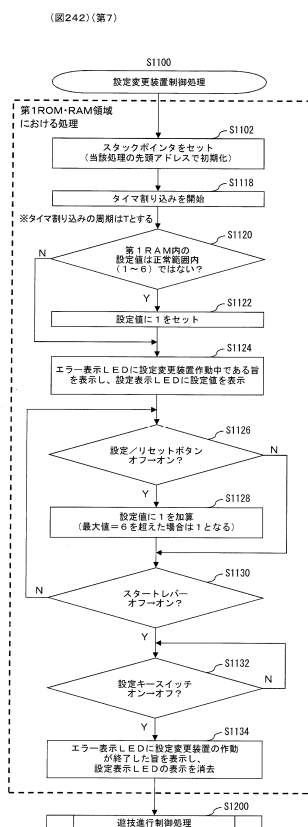 (図242)(第7)
S1100
設定変更装置制御処理
第1ROM・RAM領域
における処理
S1102
スタックポインタをセット
(当該処理の先頭アドレスで初期化)
S1118
タイマ割り込みを開始
※タイマ割り込みの周期はTとする
S1120
第1RAM内の
設定値は正常範囲内
(1～6)ではない?
N
Y
S1122
設定値に1をセット
S1124
エラー表示LEDに設定変更装置作動中である旨
を表示し、設定表示LEDに設定値を表示
S1126
設定/リセットボタン
オフ→オン?
N
Y
S1128
設定値に1を加算
(最大値=6を超えた場合は1となる)
S1130
スタートレバー
オフ→オン?
N
Y
S1132
設定キースイッチ
オン→オフ?
N
Y
S1134
エラー表示LEDに設定変更装置の作動
が終了した旨を表示し、
設定表示LEDの表示を消去
S1200
遊技進行制御処理